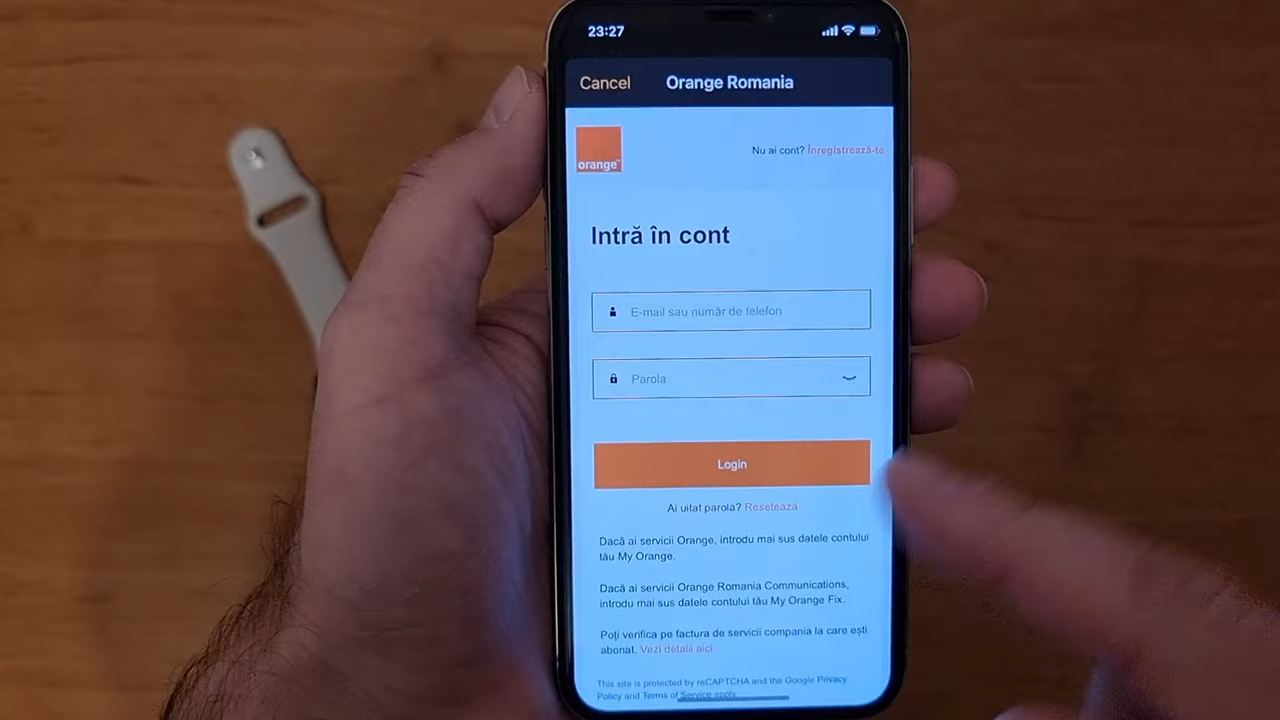 23:27
Cancel Orange Romania
orange™
Nu ai cont? Înregistrează-te
Intră în cont
E-mail sau număr de telefon
Parola
Login
Ai uitat parola? Resetează
Dacă ai servicii Orange, introdu mai sus datele contului
tău My Orange.
Dacă ai servicii Orange Romania Communications,
introdu mai sus datele contului tău My Orange Fix.
Poți verifica pe factura de servicii compania la care ești
abonat. Vezi detalii aici
This site is protected by reCAPTCHA and the Google Privacy
Policy and Terms of Service apply